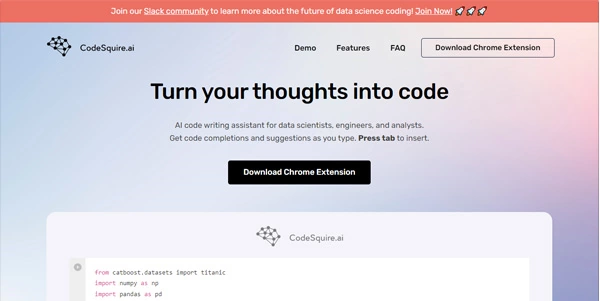 Join our Slack community to learn more about the future of data science coding! Join Now! 🚀🚀🚀
CodeSquire.ai
Demo Features FAQ Download Chrome Extension
Turn your thoughts into code
AI code writing assistant for data scientists, engineers, and analysts.
Get code completions and suggestions as you type. Press tab to insert.
Download Chrome Extension
CodeSquire.ai
from catboost.datasets import titanic
import numpy as np
import pandas as pd